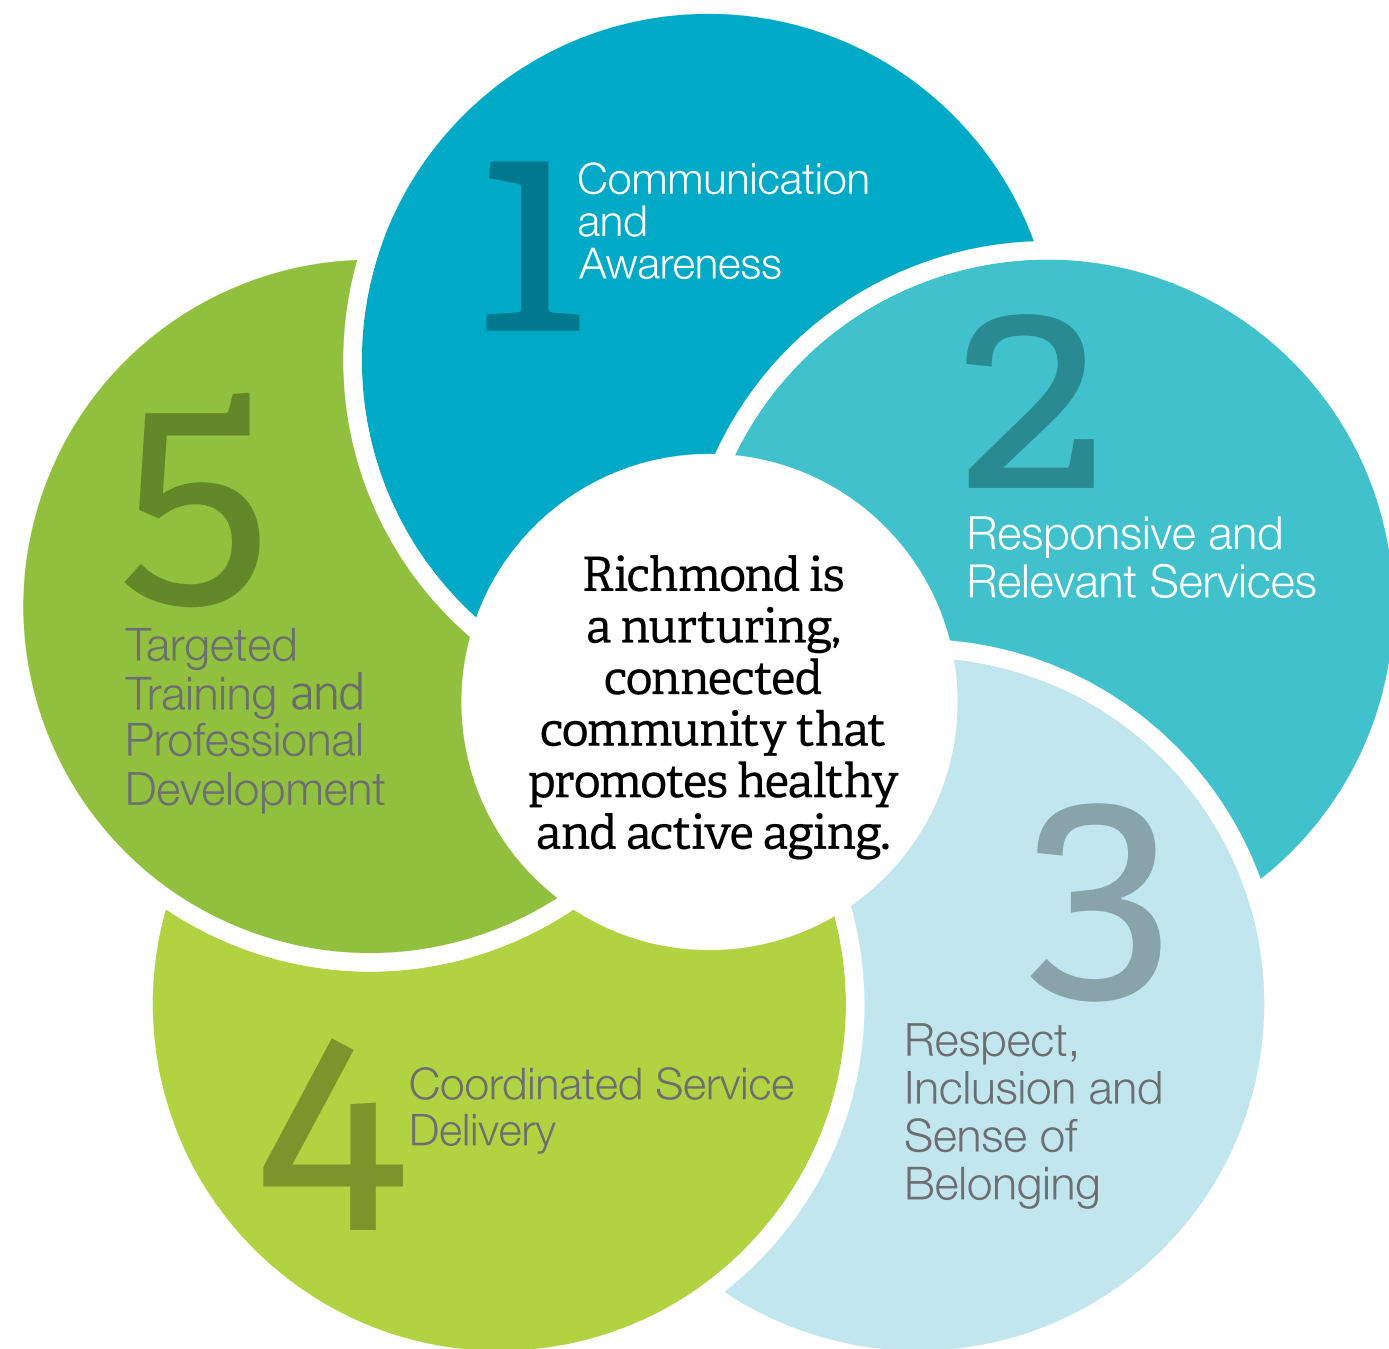 1
Communication
and
Awareness
2
Responsive and
Relevant Services
3
Respect,
Inclusion and
Sense of
Belonging
4
Coordinated Service
Delivery
5
Targeted
Training and
Professional
Development
Richmond is
a nurturing,
connected
community that
promotes healthy
and active aging.